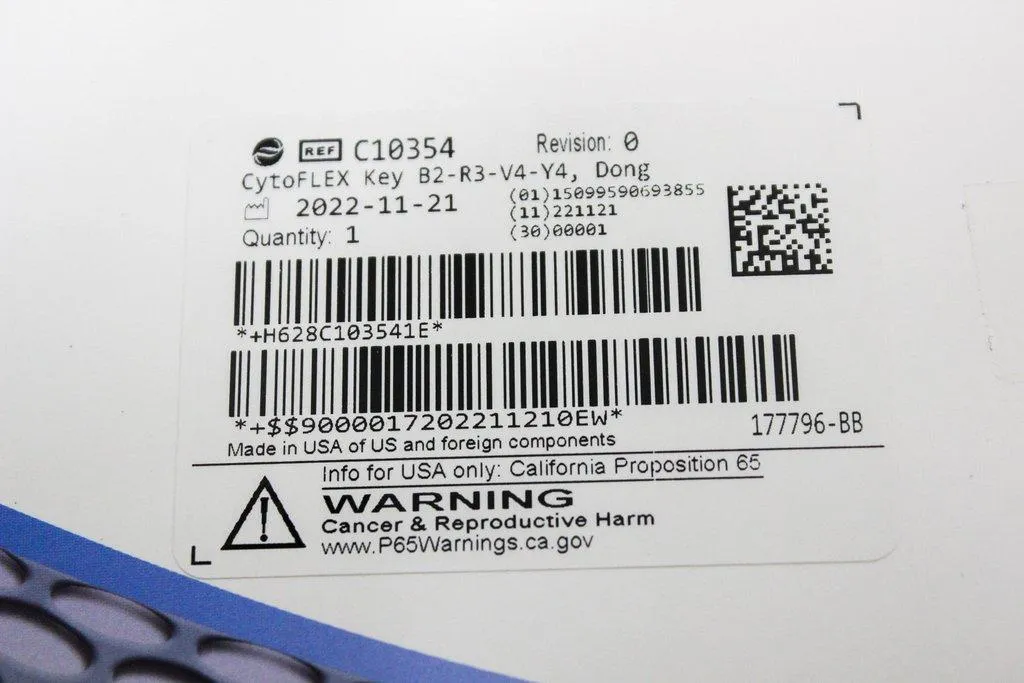 REF C10354 Revision: 0
CytoFLEX Key B2-R3-V4-Y4, Dong
2022-11-21
(01)15099590693855
(11)221121
(30)00001
Quantity: 1
*+H628C103541E*
*+$$9000017202211210EW*
177796-BB
Made in USA of US and foreign components
Info for USA only: California Proposition 65
WARNING
Cancer & Reproductive Harm
www.P65Warnings.ca.gov